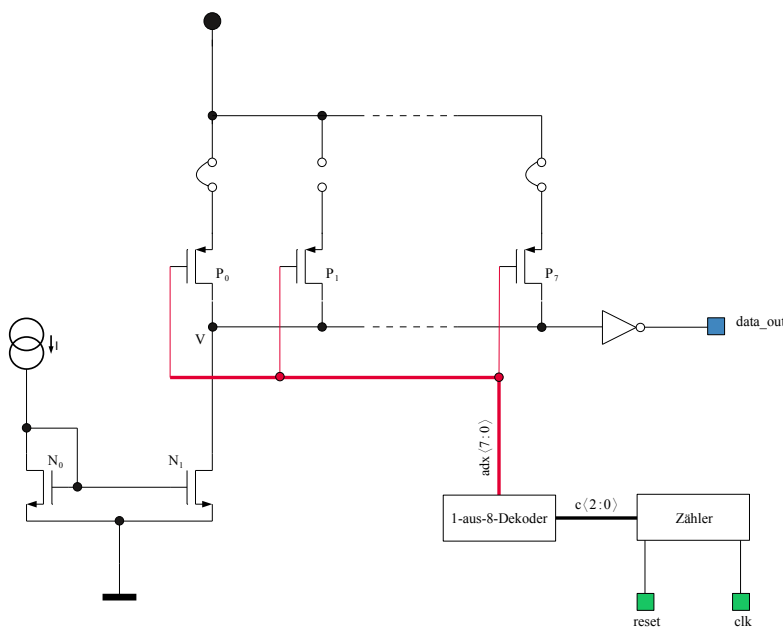 P0
P1
P7
V
data_out
I
N0
N1
adx⟨7:0⟩
1-aus-8-Dekoder
c⟨2:0⟩
Zähler
reset
clk